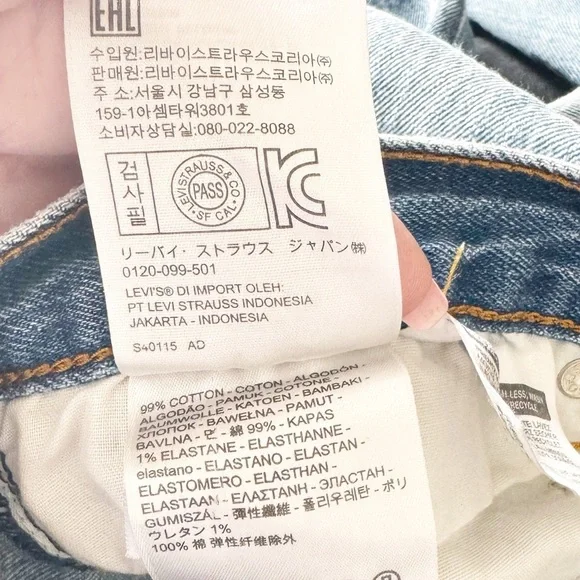 EAC
수입원:리바이스트라우스코리아㈜
판매원:리바이스트라우스코리아㈜
주 소:서울시 강남구 삼성동
159-1아셈타워3801호
소비자상담실:080-022-8088
검사필
LEVI STRAUSS & CO
PASS
SF CAL.
KC
リーバイ・ストラウス ジャパン㈱
0120-099-501
LEVI'S® DI IMPORT OLEH:
PT LEVI STRAUSS INDONESIA
JAKARTA - INDONESIA
S40115 AD
99% COTTON - COTON - ALGODÓN -
ALGODÃO - PAMUK - COTONE -
BAUMWOLLE - KATOEN - BAMBAKI -
ХЛОПОК - BAWEŁNA - PAMUT -
BAVLNA - 면 - 綿 99% - KAPAS
1% ELASTANE - ELASTHANNE -
elastano - ELASTANO - ELASTAN -
ELASTOMERO - ELASTHAN -
ELASTAAN - ΕΛΑΣΤΑΝΗ - ЭЛАСТАН -
GUMISZÁL - 弹性纖維 - 폴리우레탄 - ポリ
ウレタン 1%
100% 棉 弹性纤维除外